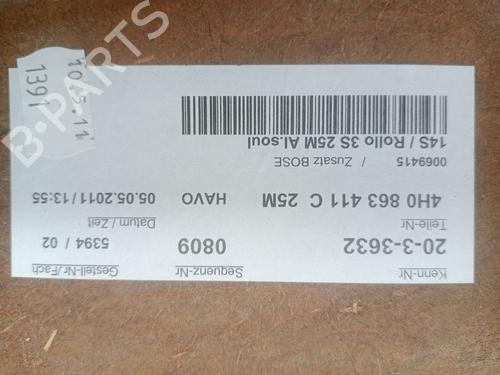 Kenn-Nr Sequenz-Nr Gestell-Nr/Fach
20-3-3632 0809 5394 / 02
Teile-Nr Datum / Zeit
4H0 863 411 C 25M HAVO 05.05.2011/13:55
0069415 / Zusatz BOSE
14S / Rollo 3S 25M Al.soul
10.5.11
1391
B-PARTS